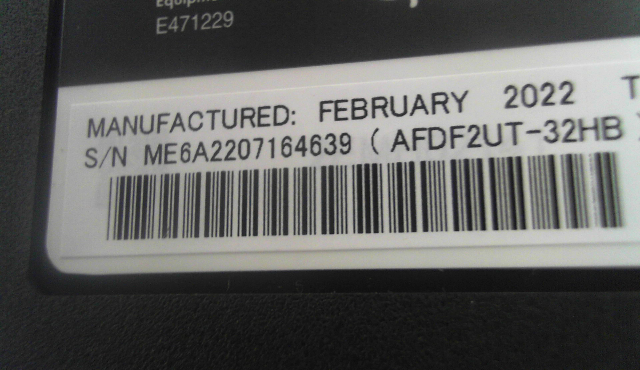 E471229
MANUFACTURED: FEBRUARY 2022 T
S/N ME6A2207164639 ( AFDF2UT-32HB )